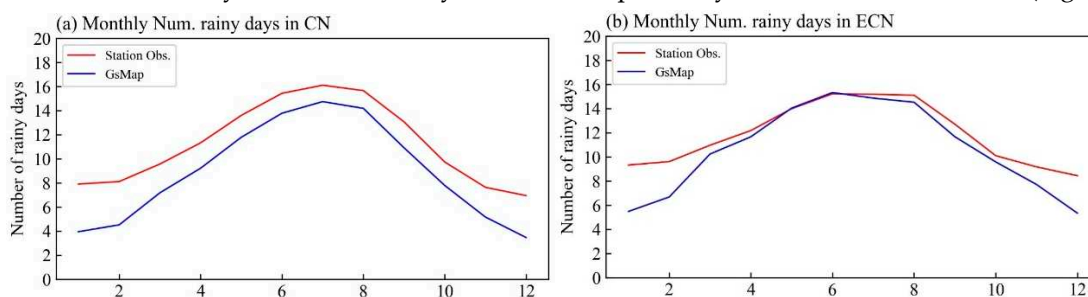 (a) Monthly Num. rainy days in CN
20
18
16
14
12
10
8
6
4
2
0
Number of rainy days
Station Obs.
GsMap
2 4 6 8 10 12
(b) Monthly Num. rainy days in ECN
20
18
16
14
12
10
8
6
4
2
0
Number of rainy days
Station Obs.
GsMap
2 4 6 8 10 12